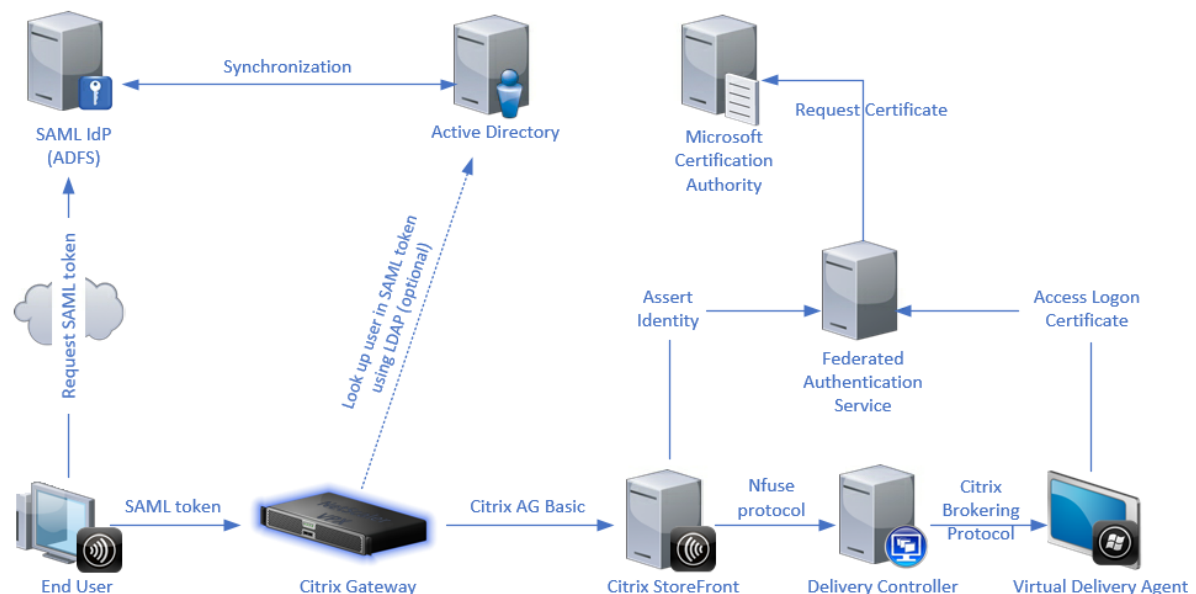 Synchronization
SAML IdP
(ADFS)
Active Directory
Request Certificate
Microsoft
Certification
Authority
Request SAML token
Look up user in SAML token
using LDAP (optional)
Assert
Identity
Access Logon
Certificate
Federated
Authentication
Service
SAML token
Citrix AG Basic
Nfuse
protocol
Citrix
Brokering
Protocol
VPN
End User
Citrix Gateway
Citrix StoreFront
Delivery Controller
Virtual Delivery Agent